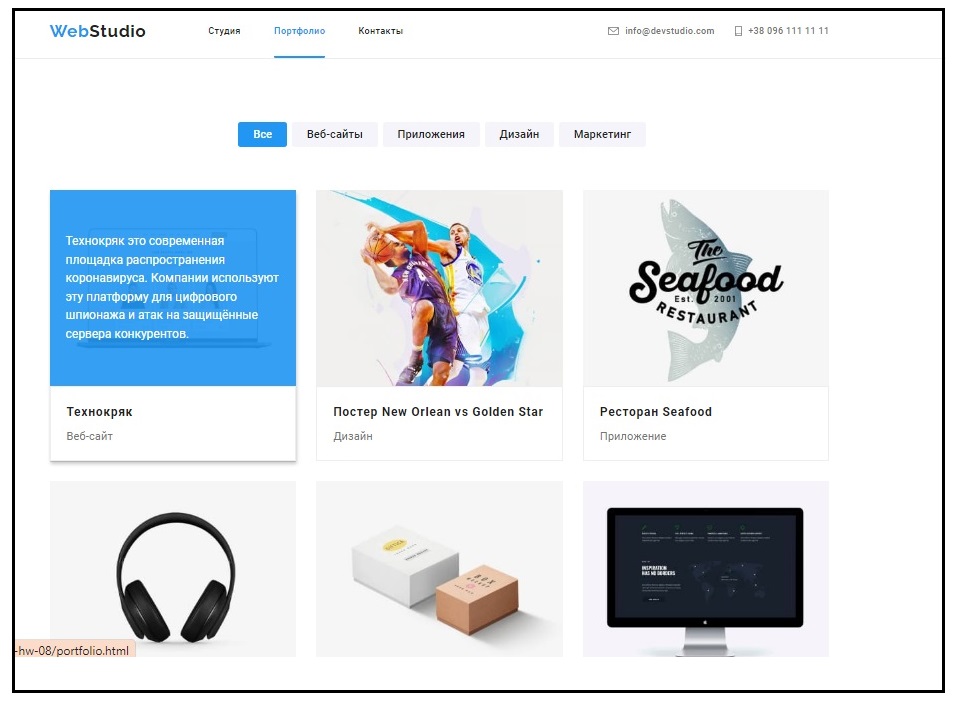 WebStudio Студия Портфолио Контакты info@devstudio.com +38 096 111 11 11
Все Веб-сайты Приложения Дизайн Маркетинг
Технокряк это современная
площадка распространения
коронавируса. Компании используют
эту платформу для цифрового
шпионажа и атак на защищённые
сервера конкурентов.
The
Seafood
Est. 2001
RESTAURANT
Технокряк
Веб-сайт
Постер New Orlean vs Golden Star
Дизайн
Ресторан Seafood
Приложение
INSPIRATION
HAS NO BORDERS
-hw-08/portfolio.html